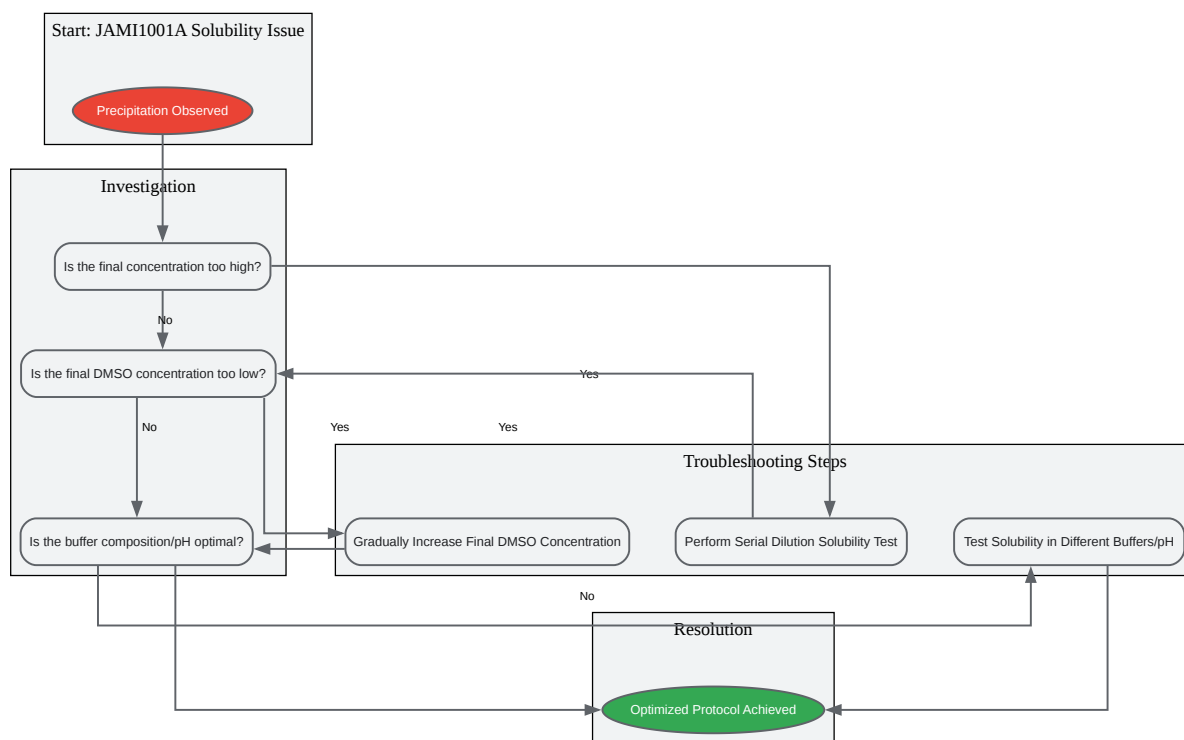 Start: JAMI1001A Solubility Issue
Precipitation Observed
Investigation
Is the final concentration too high?
No
Is the final DMSO concentration too low?
Yes
No
Yes
Yes
Troubleshooting Steps
Is the buffer composition/pH optimal?
Gradually Increase Final DMSO Concentration
Perform Serial Dilution Solubility Test
Test Solubility in Different Buffers/pH
No
Resolution
Optimized Protocol Achieved